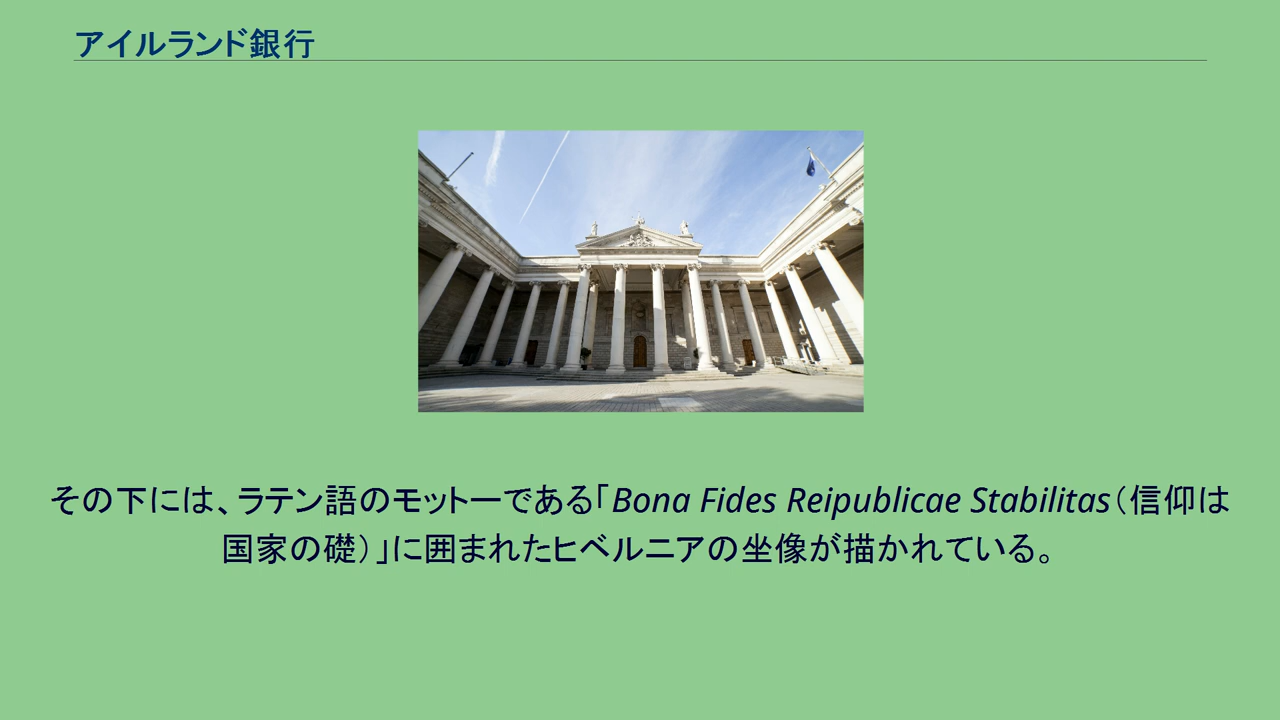 アイルランド銀行
その下には、ラテン語のモットーである「Bona Fides Reipublicae Stabilitas（信仰は
国家の礎）」に囲まれたヒベルニアの坐像が描かれている。